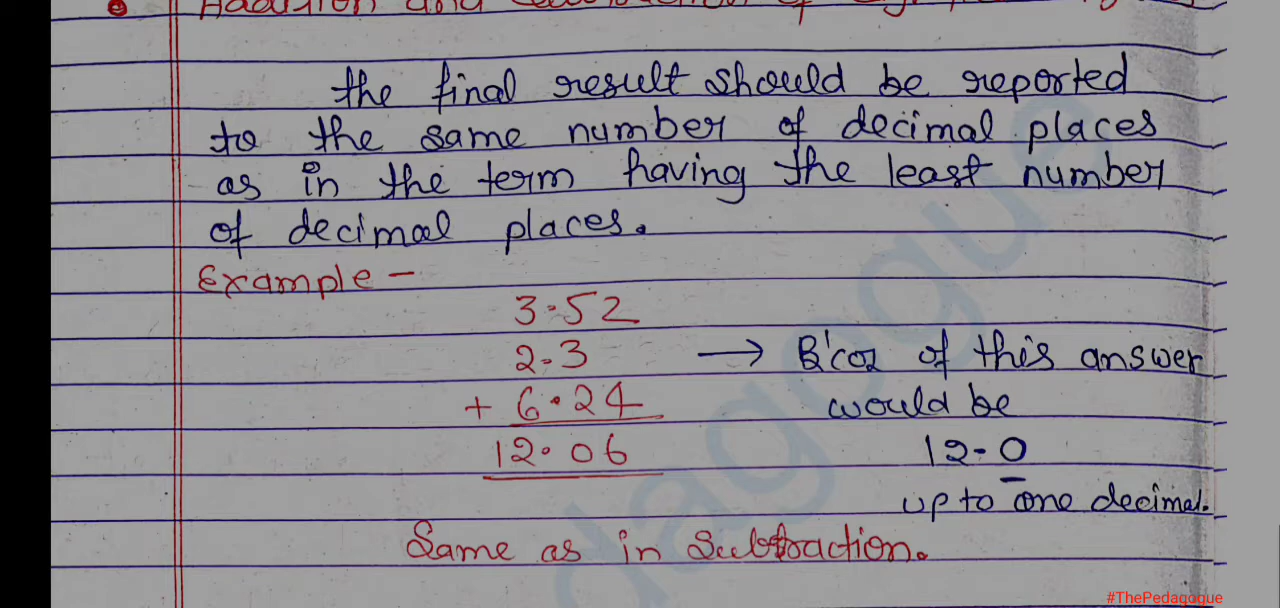 the final result should be reported
to the same number of decimal places
as in the term having the least number
of decimal places.
Example -
3.52
2.3 → B'coz of this answer
+ 6.24 would be
12.06 12.0
up to one decimal.
Same as in Subtraction.
#ThePedagogue